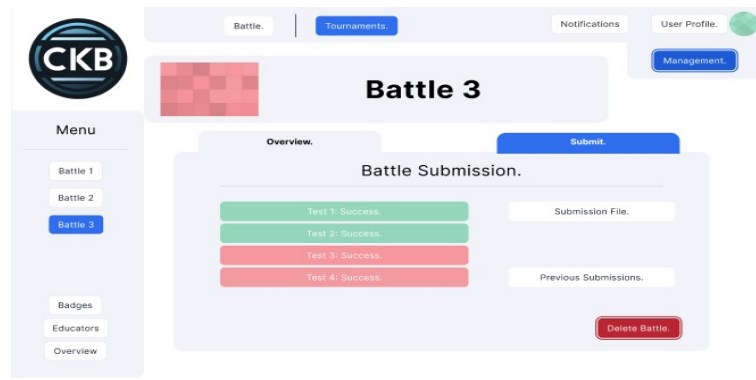 CKB
Battle.
Tournaments.
Notifications
User Profile.
Management.
Battle 3
Menu
Battle 1
Battle 2
Battle 3
Badges
Educators
Overview
Overview.
Submit.
Battle Submission.
Test 1: Success.
Test 2: Success.
Test 3: Success.
Test 4: Success.
Submission File.
Previous Submissions.
Delete Battle.